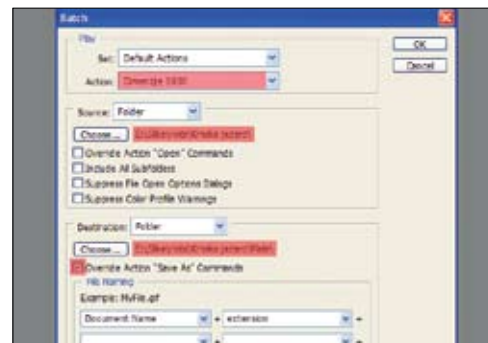 Batch
Play
OK
Set: Default Actions
Cancel
Action:
Source: Folder
Choose...
Override Action "Open" Commands
Include All Subfolders
Suppress File Open Options Dialogs
Suppress Color Profile Warnings
Destination: Folder
Choose...
Override Action "Save As" Commands
File Naming
Example: MyFile.gif
Document Name + extension +
+ +